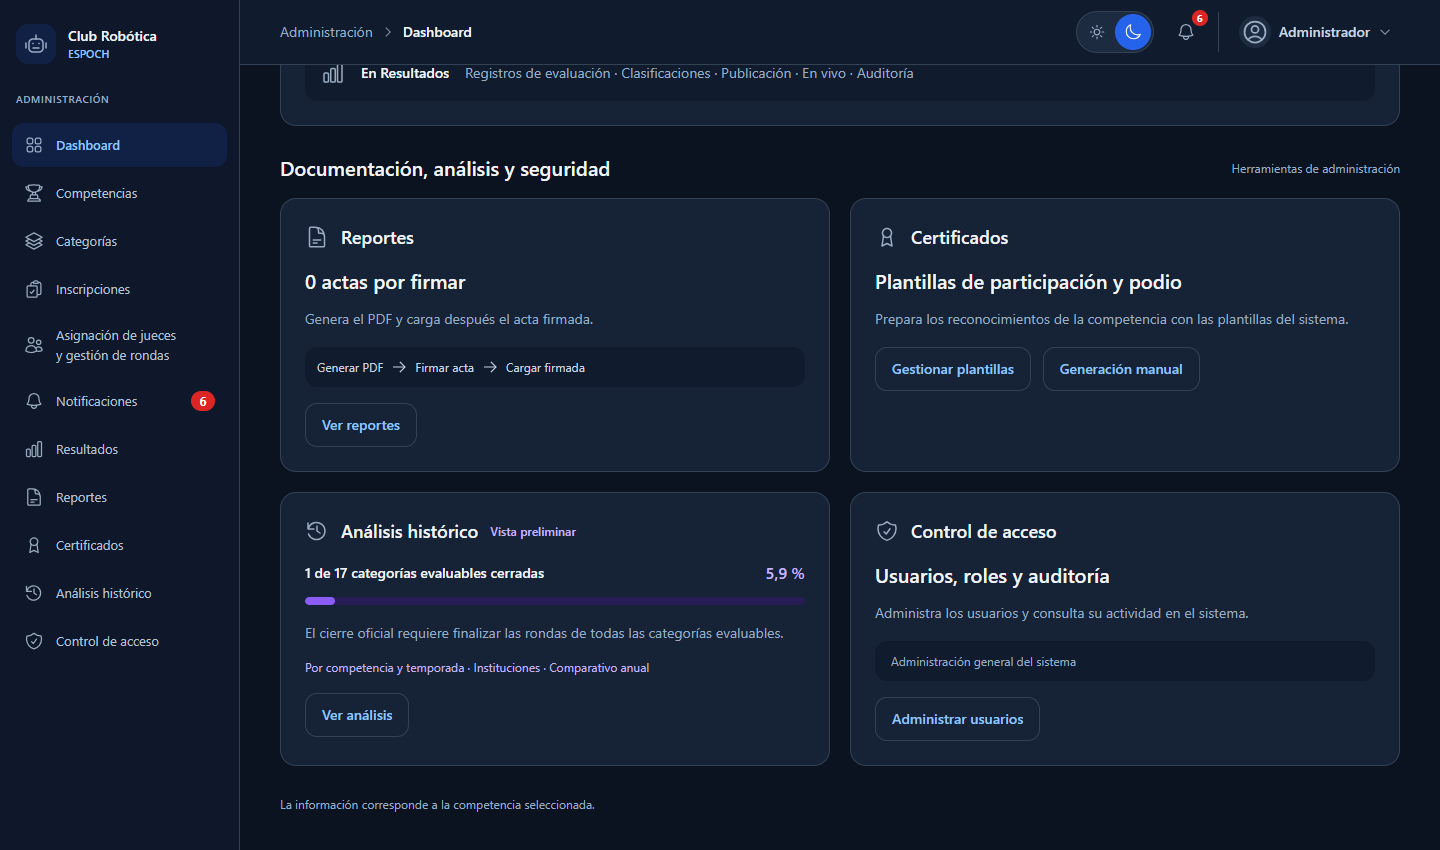 Club Robótica
ESPOCH
ADMINISTRACIÓN
Dashboard
Competencias
Categorías
Inscripciones
Asignación de jueces
y gestión de rondas
Notificaciones 6
Resultados
Reportes
Certificados
Análisis histórico
Control de acceso
Administración > Dashboard
6
Administrador
En Resultados Registros de evaluación · Clasificaciones · Publicación · En vivo · Auditoría
Documentación, análisis y seguridad
Herramientas de administración
Reportes
0 actas por firmar
Genera el PDF y carga después el acta firmada.
Generar PDF → Firmar acta → Cargar firmada
Ver reportes
Certificados
Plantillas de participación y podio
Prepara los reconocimientos de la competencia con las plantillas del sistema.
Gestionar plantillas Generación manual
Análisis histórico Vista preliminar
1 de 17 categorías evaluables cerradas 5,9 %
El cierre oficial requiere finalizar las rondas de todas las categorías evaluables.
Por competencia y temporada · Instituciones · Comparativo anual
Ver análisis
Control de acceso
Usuarios, roles y auditoría
Administra los usuarios y consulta su actividad en el sistema.
Administración general del sistema
Administrar usuarios
La información corresponde a la competencia seleccionada.